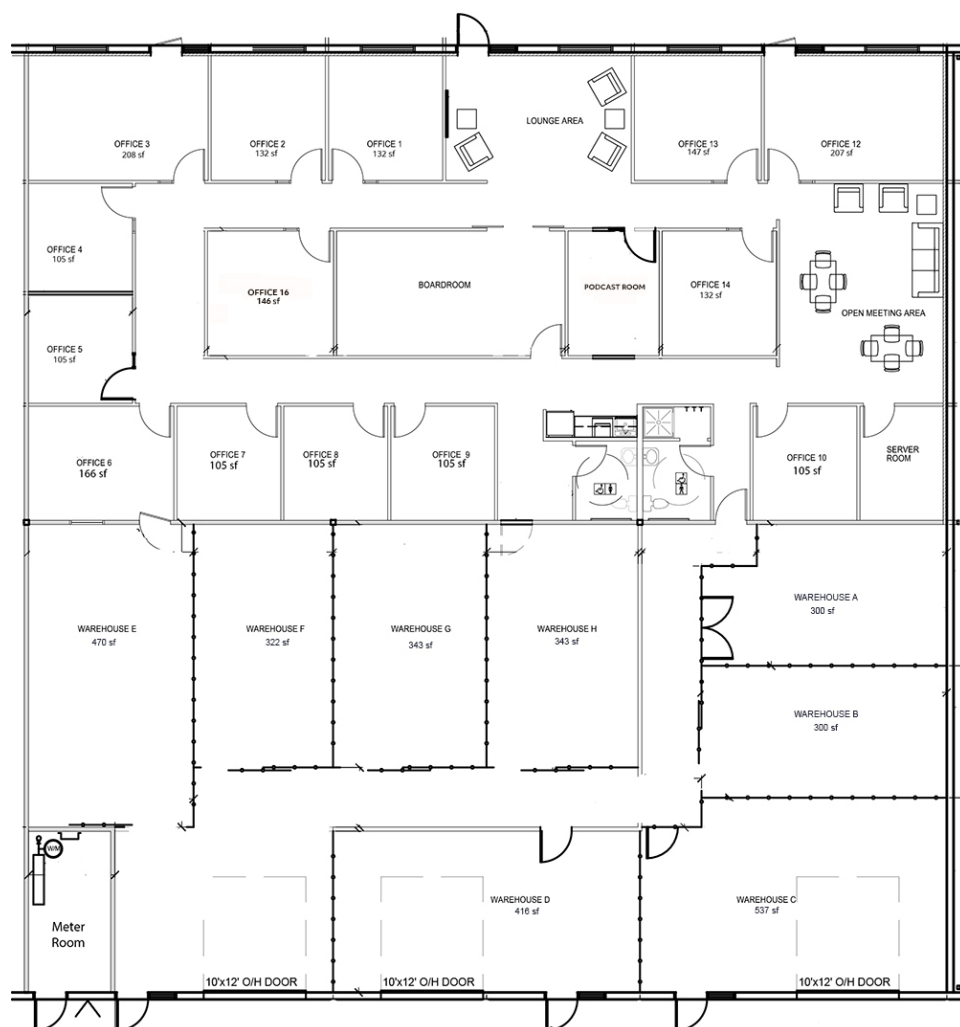 OFFICE 3
208 sf
OFFICE 2
132 sf
OFFICE 1
132 sf
LOUNGE AREA
OFFICE 13
147 sf
OFFICE 12
207 sf
OFFICE 4
105 sf
OFFICE 16
146 sf
BOARDROOM
PODCAST ROOM
OFFICE 14
132 sf
OPEN MEETING AREA
OFFICE 5
105 sf
OFFICE 6
166 sf
OFFICE 7
105 sf
OFFICE 8
105 sf
OFFICE 9
105 sf
OFFICE 10
105 sf
SERVER
ROOM
WAREHOUSE E
470 sf
WAREHOUSE F
322 sf
WAREHOUSE G
343 sf
WAREHOUSE H
343 sf
WAREHOUSE A
300 sf
WAREHOUSE B
300 sf
W/M
Meter
Room
WAREHOUSE D
416 sf
WAREHOUSE C
537 sf
10'x12' O/H DOOR
10'x12' O/H DOOR
10'x12' O/H DOOR